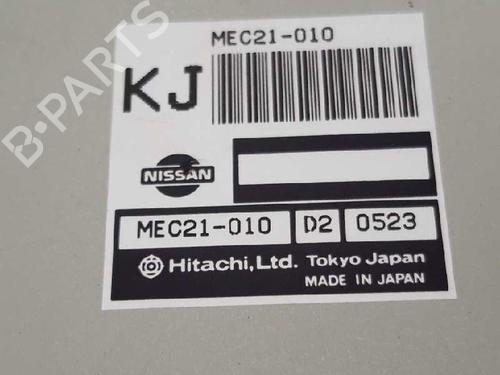 MEC21-010
KJ
NISSAN
MEC21-010 D2 0523
Hitachi, Ltd. Tokyo Japan
MADE IN JAPAN
B-PARTS